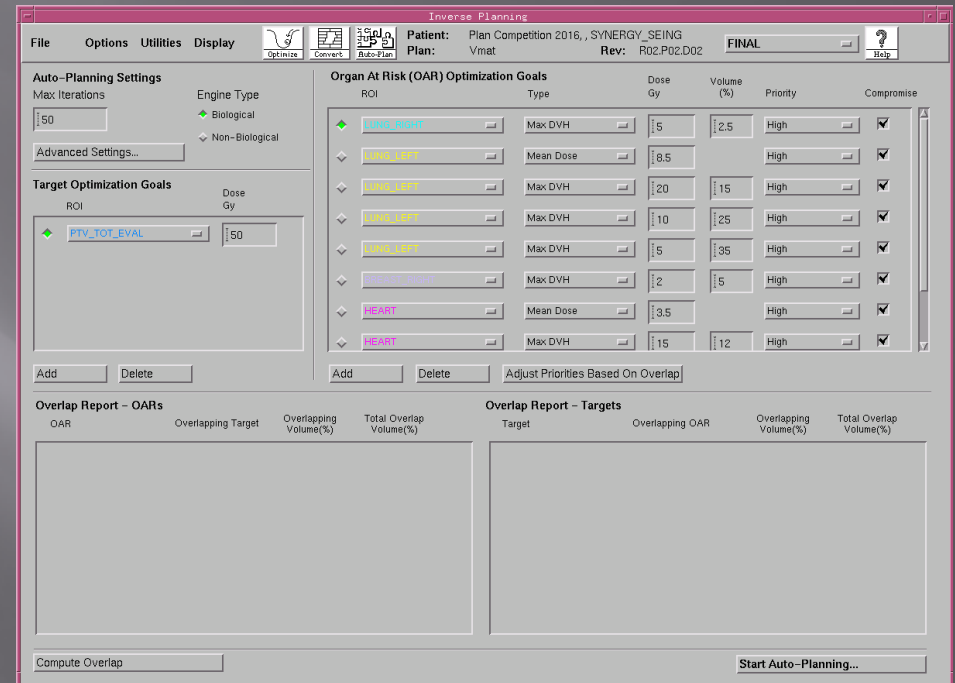 Inverse Planning
File Options Utilities Display
Optimize Convert Auto-Plan
Patient: Plan Competition 2016, , SYNERGY_SEING
Plan: Vmat Rev: R02.P02.D02
FINAL
? Help
Auto-Planning Settings
Max Iterations Engine Type
50
Biological
Non-Biological
Advanced Settings...
Target Optimization Goals
ROI Dose Gy
PTV_TOT_EVAL 50
Add Delete
Organ At Risk (OAR) Optimization Goals
ROI Type Dose Gy Volume (%) Priority Compromise
LUNG_RIGHT Max DVH 5 2.5 High
LUNG_LEFT Mean Dose 8.5 High
LUNG_LEFT Max DVH 20 15 High
LUNG_LEFT Max DVH 10 25 High
LUNG_LEFT Max DVH 5 35 High
Max DVH 2 5 High
HEART Mean Dose 3.5 High
HEART Max DVH 15 12 High
Add Delete Adjust Priorities Based On Overlap
Overlap Report - OARs
OAR Overlapping Target Overlapping Volume(%) Total Overlap Volume(%)
Overlap Report - Targets
Target Overlapping OAR Overlapping Volume(%) Total Overlap Volume(%)
Compute Overlap
Start Auto-Planning...